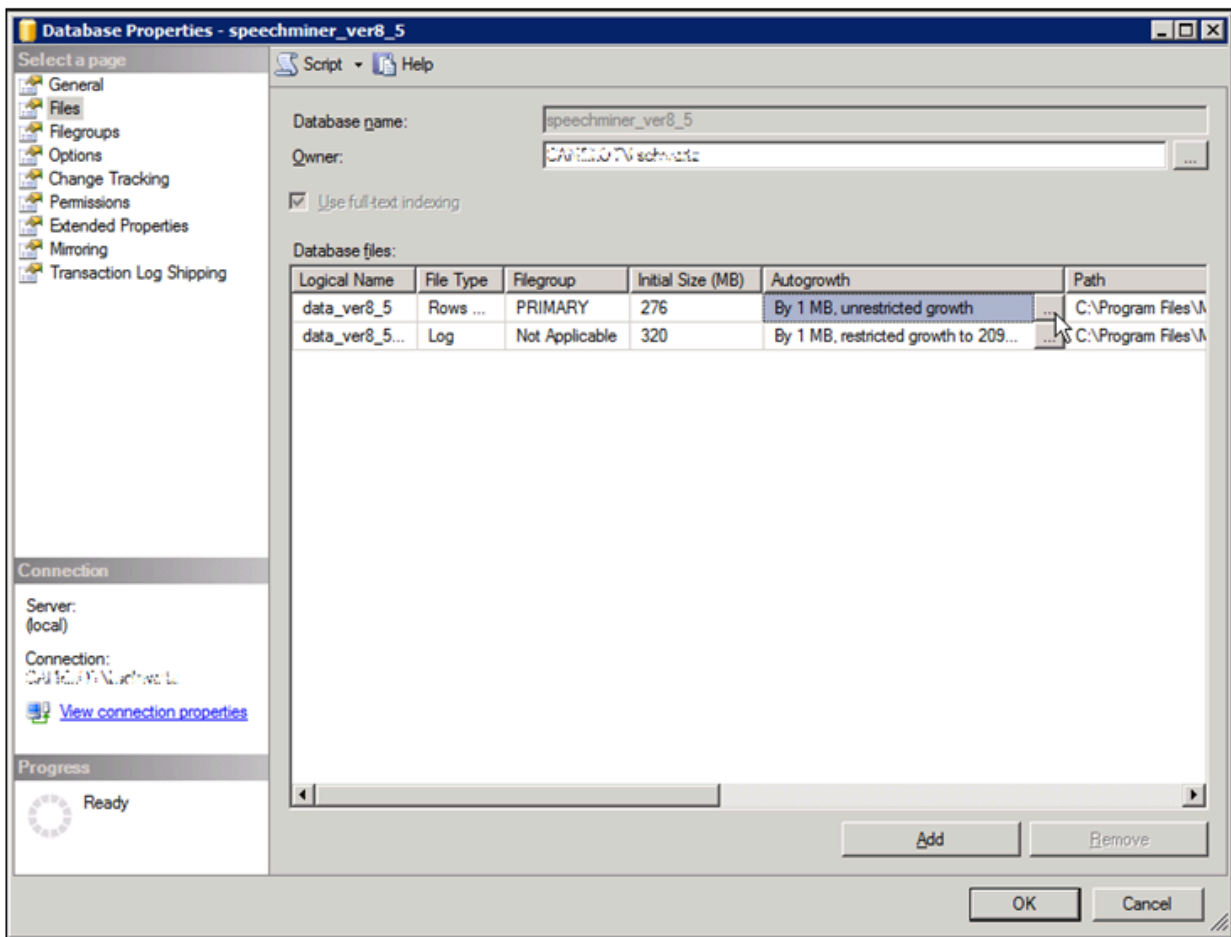 Database Properties - speechminer_ver8_5
Select a page
General
Files
Filegroups
Options
Change Tracking
Permissions
Extended Properties
Mirroring
Transaction Log Shipping
Script Help
Database name: speechminer_ver8_5
Owner: ...
Use full-text indexing
Database files:
Logical Name File Type Filegroup Initial Size (MB) Autogrowth Path
data_ver8_5 Rows ... PRIMARY 276 By 1 MB, unrestricted growth ... C:\Program Files\M
data_ver8_5... Log Not Applicable 320 By 1 MB, restricted growth to 209... ... C:\Program Files\M
Connection
Server:
(local)
Connection:
View connection properties
Progress
Ready
Add Remove
OK Cancel